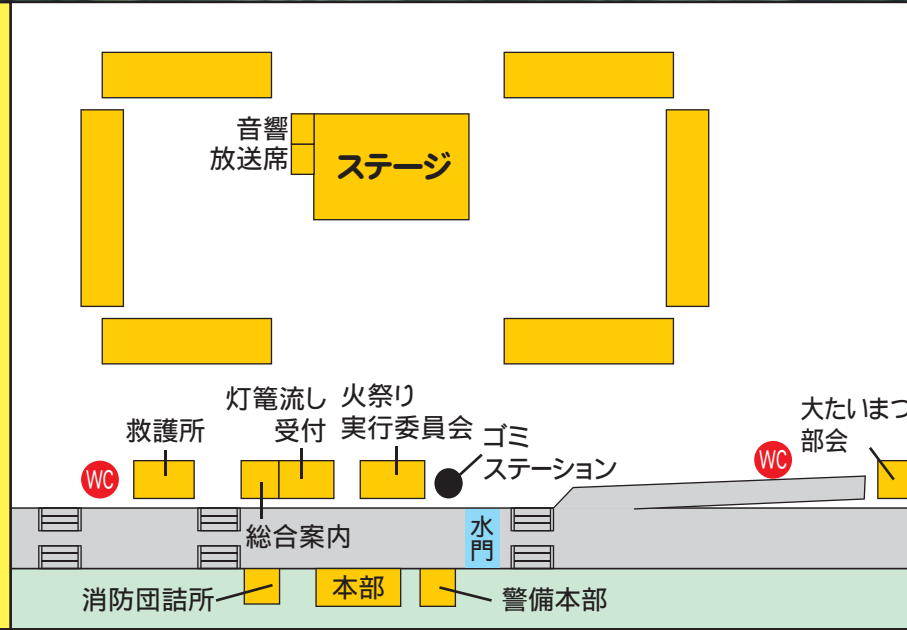 音響
放送席
ステージ
灯篭流し
受付
火祭り
実行委員会
救護所
ゴミ
ステーション
大たいまつ
部会
WC
WC
総合案内
水門
消防団詰所
本部
警備本部